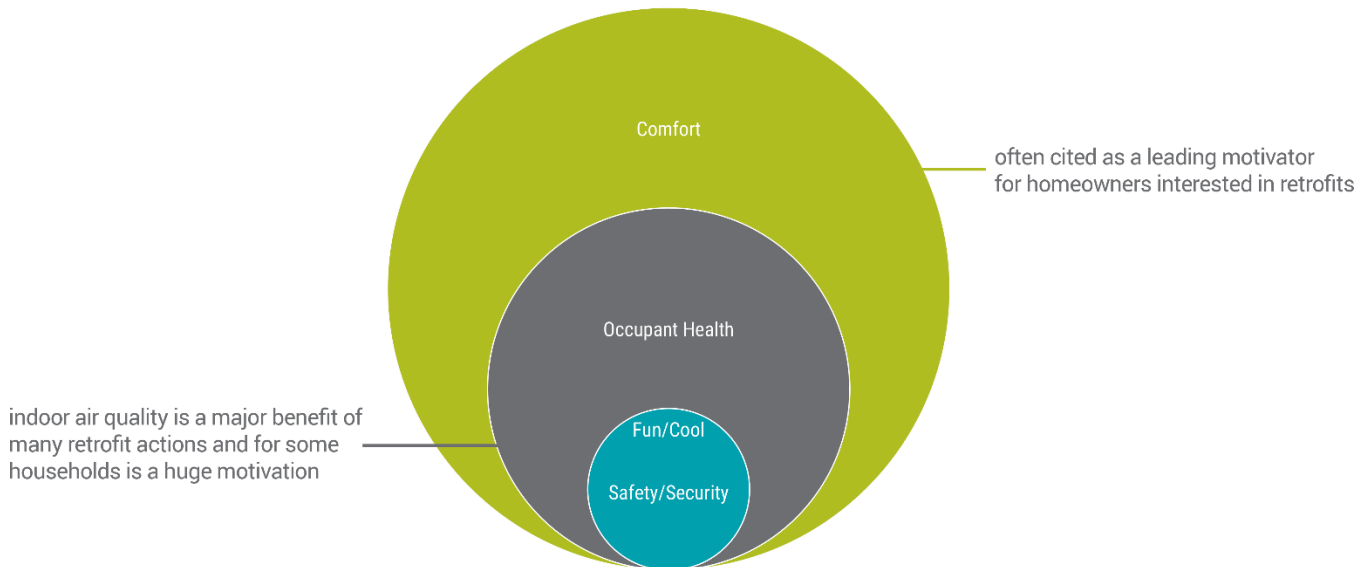 Comfort
often cited as a leading motivator
for homeowners interested in retrofits
Occupant Health
indoor air quality is a major benefit of
many retrofit actions and for some
households is a huge motivation
Fun/Cool
Safety/Security